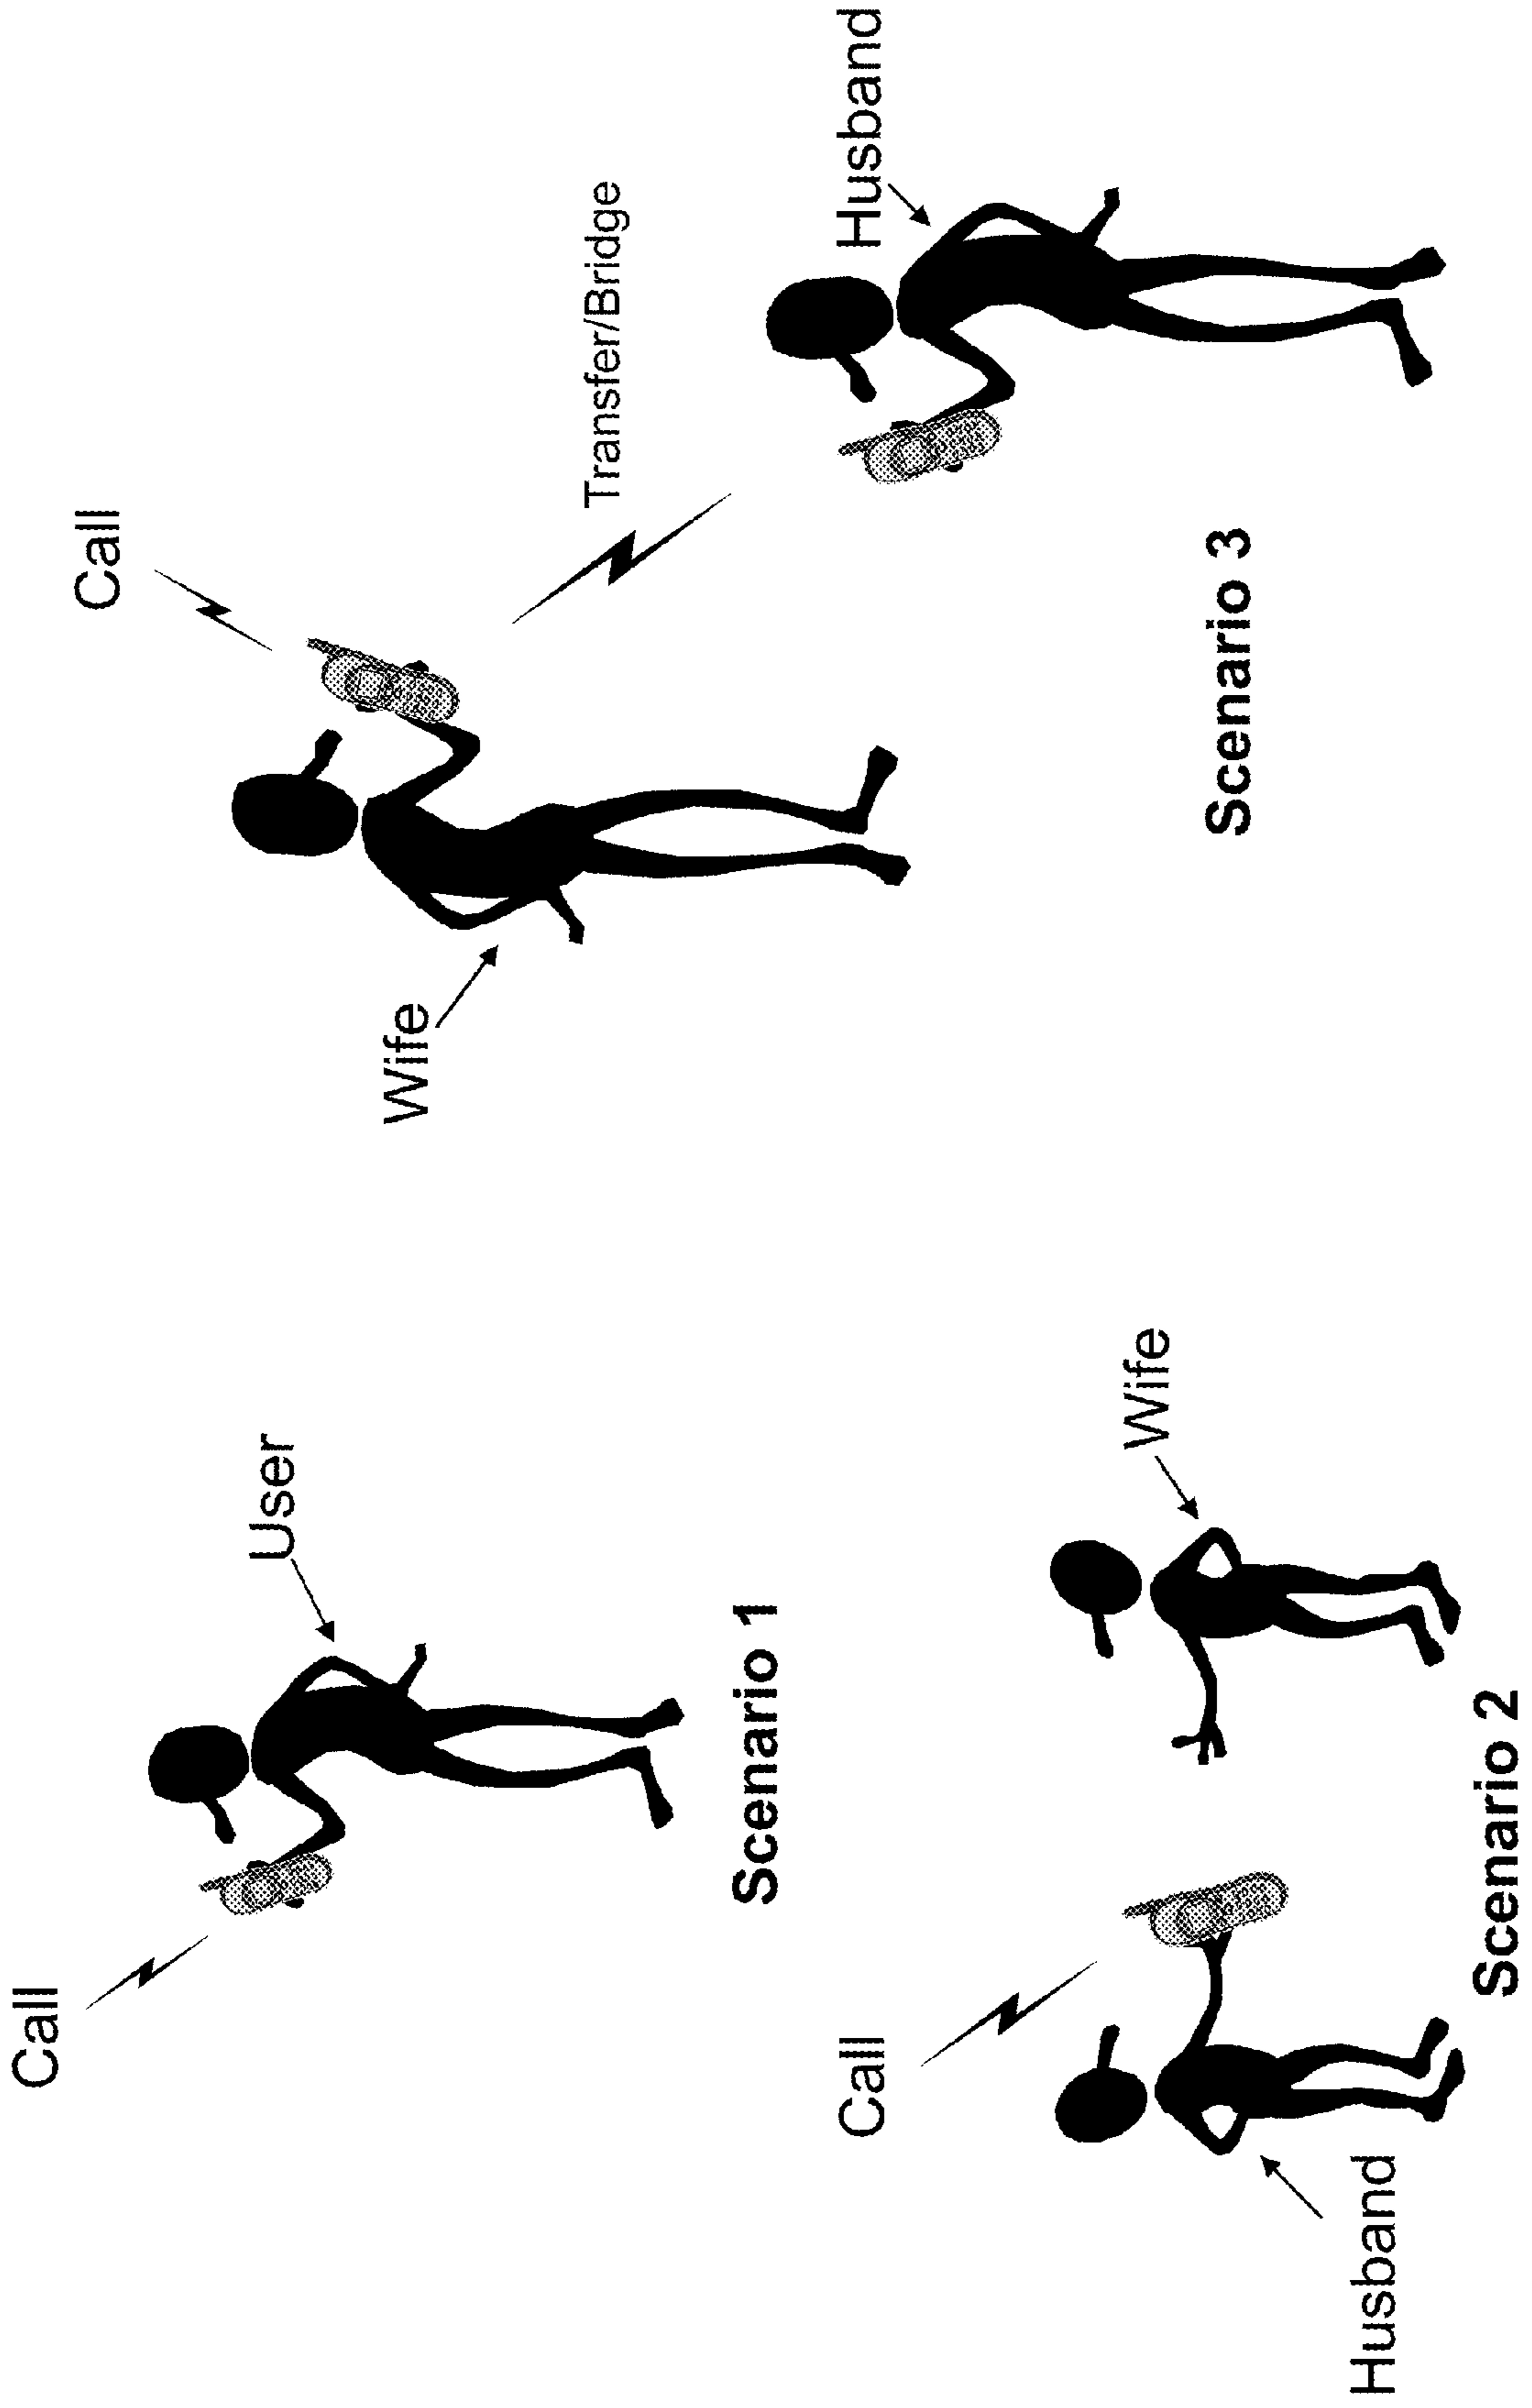 Call
User
Scenario 1
Call
Husband
Wife
Scenario 2
Call
Wife
Transfer/Bridge
Husband
Scenario 3